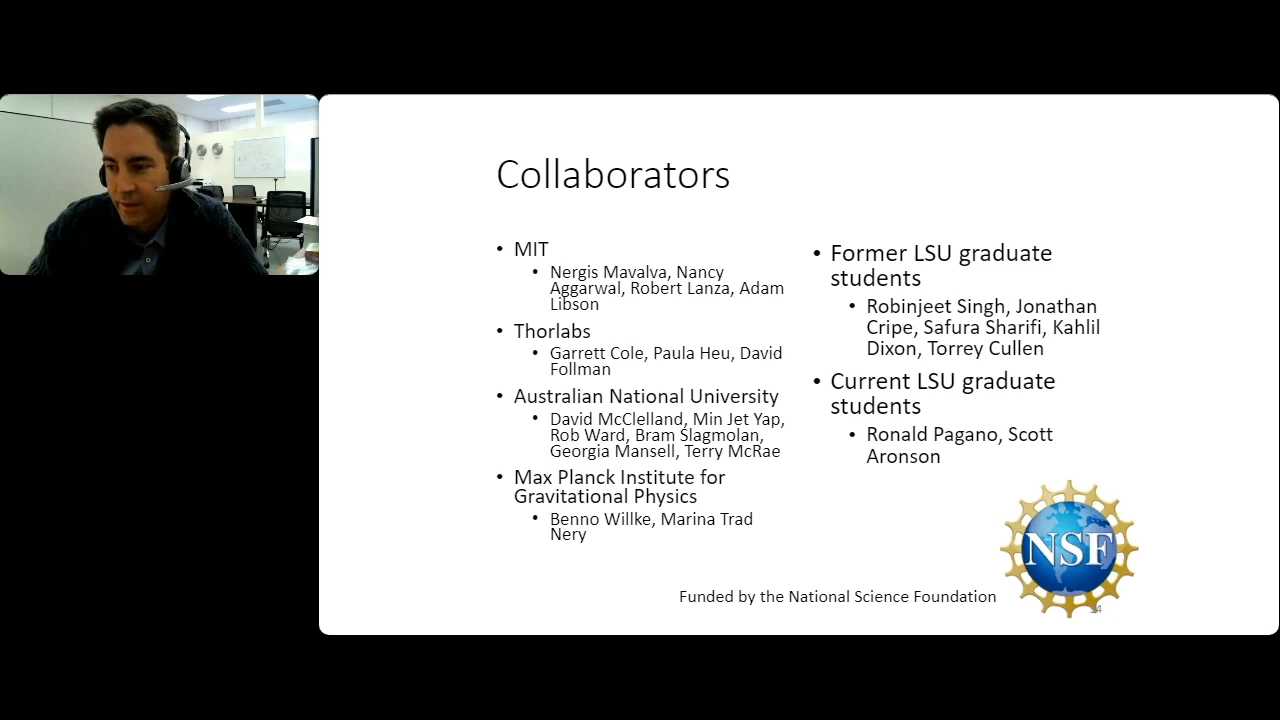 Collaborators
• MIT
• Nergis Mavalva, Nancy
Aggarwal, Robert Lanza, Adam
Libson
• Thorlabs
• Garrett Cole, Paula Heu, David
Follman
• Australian National University
• David McClelland, Min Jet Yap,
Rob Ward, Bram Slagmolan,
Georgia Mansell, Terry McRae
• Max Planck Institute for
Gravitational Physics
• Benno Willke, Marina Trad
Nery
• Former LSU graduate
students
• Robinjeet Singh, Jonathan
Cripe, Safura Sharifi, Kahlil
Dixon, Torrey Cullen
• Current LSU graduate
students
• Ronald Pagano, Scott
Aronson
NSF
Funded by the National Science Foundation